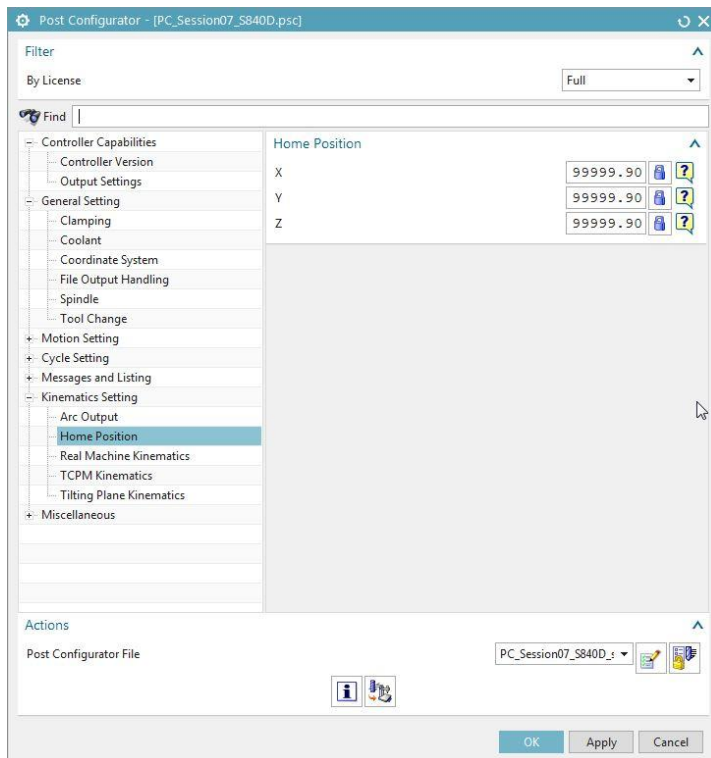 Post Configurator - [PC_Session07_S840D.psc]
Filter
By License
Full
Find
Controller Capabilities
Controller Version
Output Settings
General Setting
Clamping
Coolant
Coordinate System
File Output Handling
Spindle
Tool Change
Motion Setting
Cycle Setting
Messages and Listing
Kinematics Setting
Arc Output
Home Position
Real Machine Kinematics
TCPM Kinematics
Tilting Plane Kinematics
Miscellaneous
Home Position
X 99999.90
Y 99999.90
Z 99999.90
Actions
Post Configurator File
PC_Session07_S840D_s
OK Apply Cancel